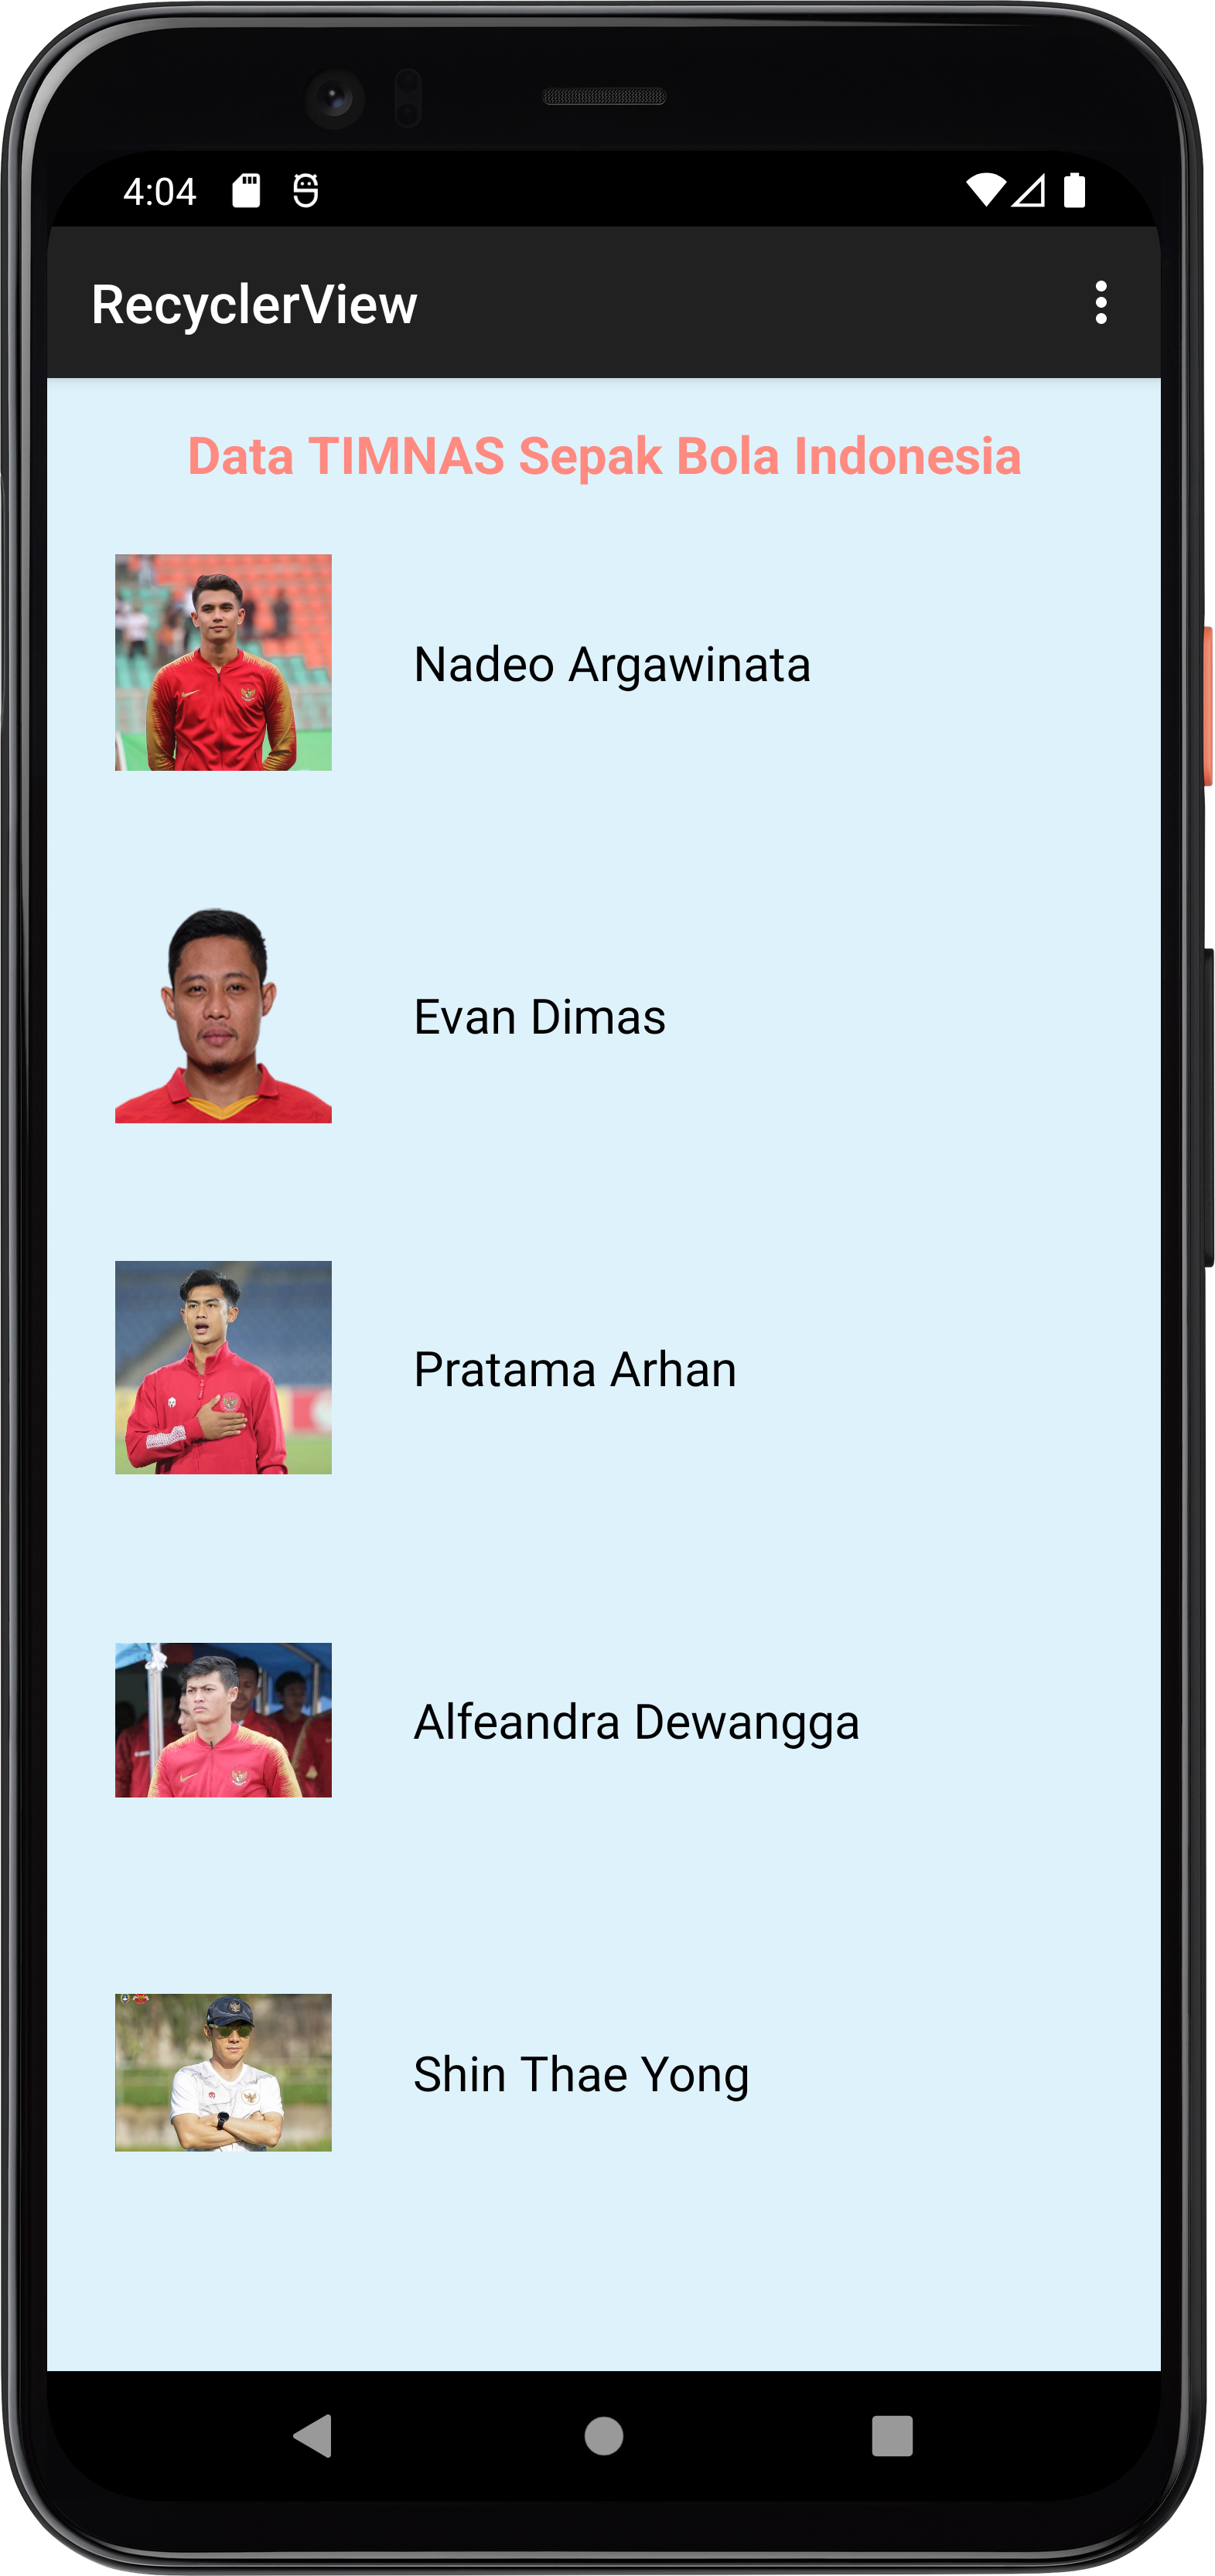 4:04
RecyclerView
Data TIMNAS Sepak Bola Indonesia
Nadeo Argawinata
Evan Dimas
Pratama Arhan
Alfeandra Dewangga
Shin Thae Yong